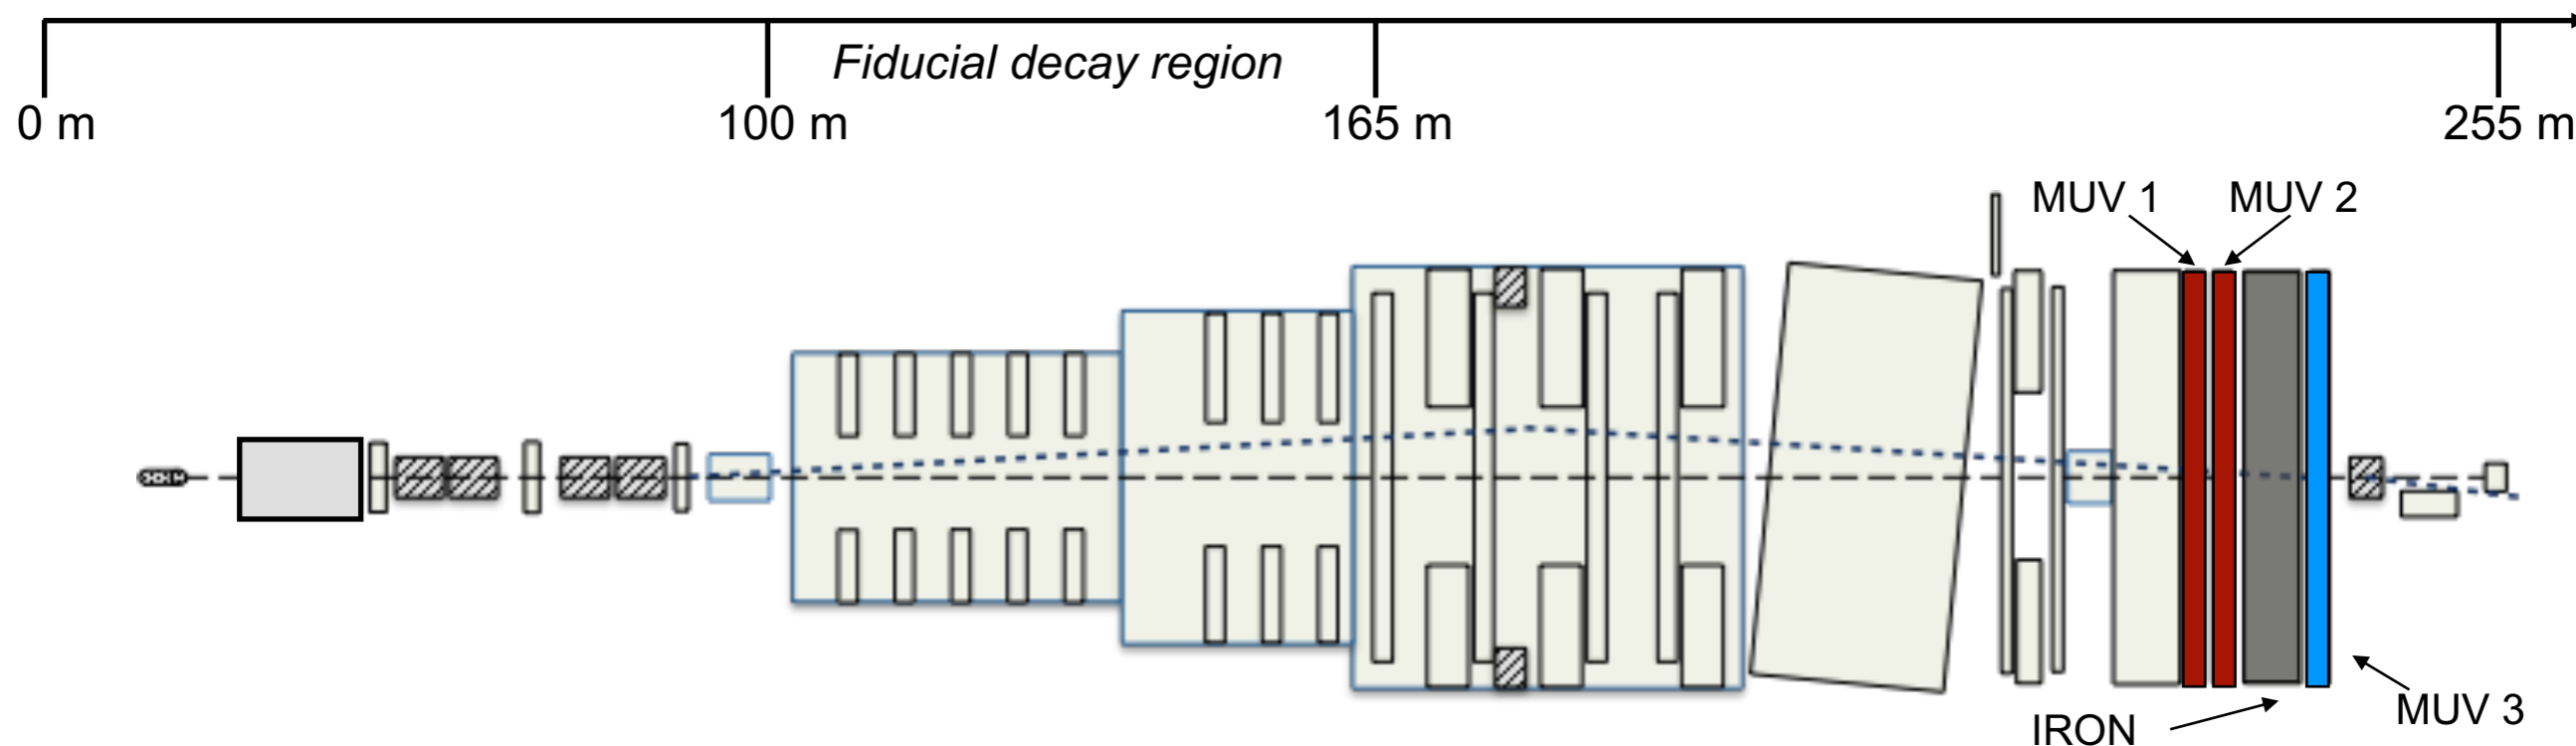 Fiducial decay region
0 m
100 m
165 m
255 m
MUV 1
MUV 2
MUV 3
IRON